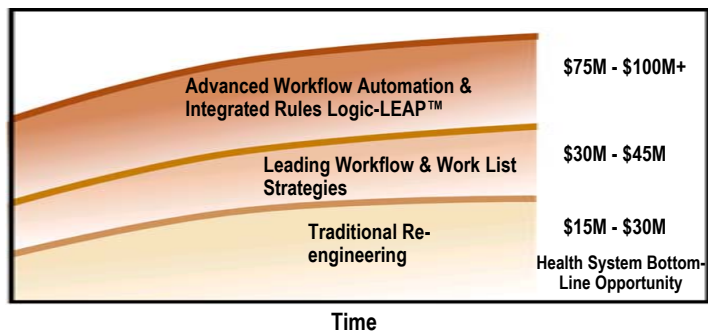 Advanced Workflow Automation &
Integrated Rules Logic-LEAP™
$75M - $100M+
Leading Workflow & Work List
Strategies
$30M - $45M
Traditional Re-
engineering
$15M - $30M
Health System Bottom-
Line Opportunity
Time